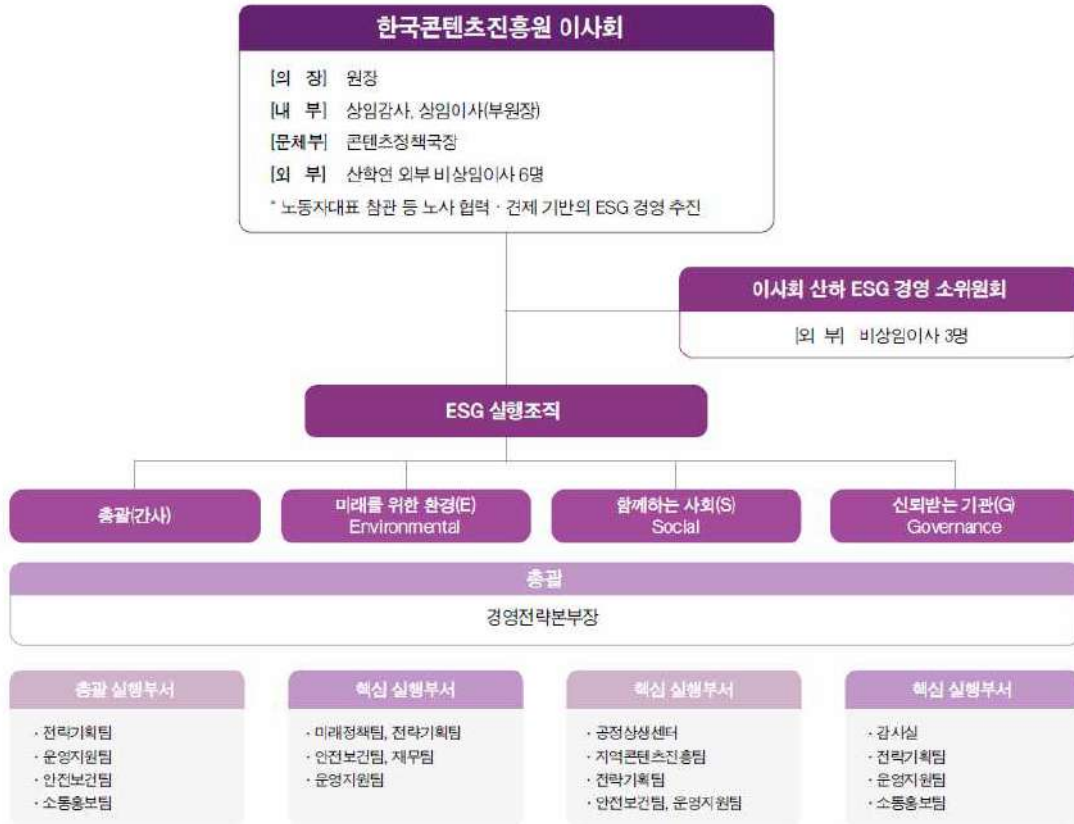 한국콘텐츠진흥원 이사회
[의 장] 원장
[내 부] 상임감사, 상임이사(부원장)
[문체부] 콘텐츠정책국장
[외 부] 산학연 외부 비상임이사 6명
* 노동자대표 참관 등 노사 협력 · 견제 기반의 ESG 경영 추진
이사회 산하 ESG 경영 소위원회
[외 부] 비상임이사 3명
ESG 실행조직
총괄(간사)
미래를 위한 환경(E)
Environmental
함께하는 사회(S)
Social
신뢰받는 기관(G)
Governance
총괄
경영전략본부장
총괄 실행부서
· 전략기획팀
· 운영지원팀
· 안전보건팀
· 소통홍보팀
핵심 실행부서
· 미래정책팀, 전략기획팀
· 안전보건팀, 재무팀
· 운영지원팀
핵심 실행부서
· 공정상생센터
· 지역콘텐츠진흥팀
· 전략기획팀
· 안전보건팀, 운영지원팀
핵심 실행부서
· 감사실
· 전략기획팀
· 운영지원팀
· 소통홍보팀